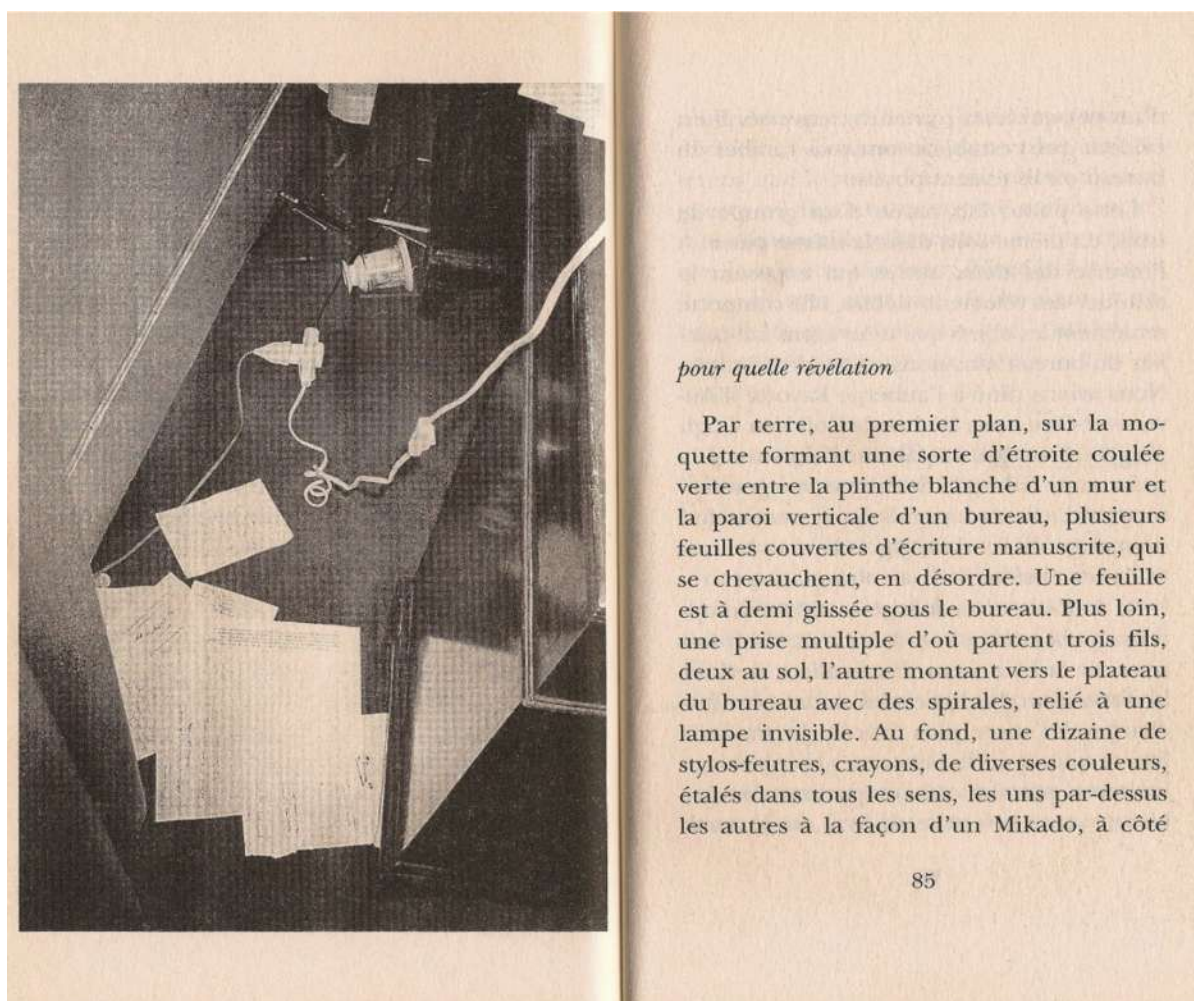 pour quelle révélation
Par terre, au premier plan, sur la mo-
quette formant une sorte d'étroite coulée
verte entre la plinthe blanche d'un mur et
la paroi verticale d'un bureau, plusieurs
feuilles couvertes d'écriture manuscrite, qui
se chevauchent, en désordre. Une feuille
est à demi glissée sous le bureau. Plus loin,
une prise multiple d'où partent trois fils,
deux au sol, l'autre montant vers le plateau
du bureau avec des spirales, relié à une
lampe invisible. Au fond, une dizaine de
stylos-feutres, crayons, de diverses couleurs,
étalés dans tous les sens, les uns par-dessus
les autres à la façon d'un Mikado, à côté
85